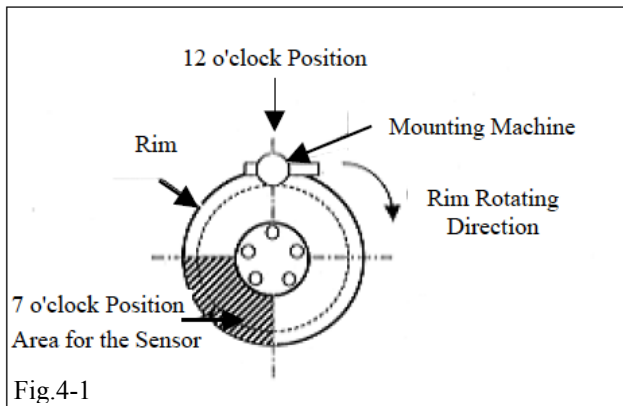 12 o'clock Position
Mounting Machine
Rim
Rim Rotating
Direction
7 o'clock Position
Area for the Sensor
Fig.4-1